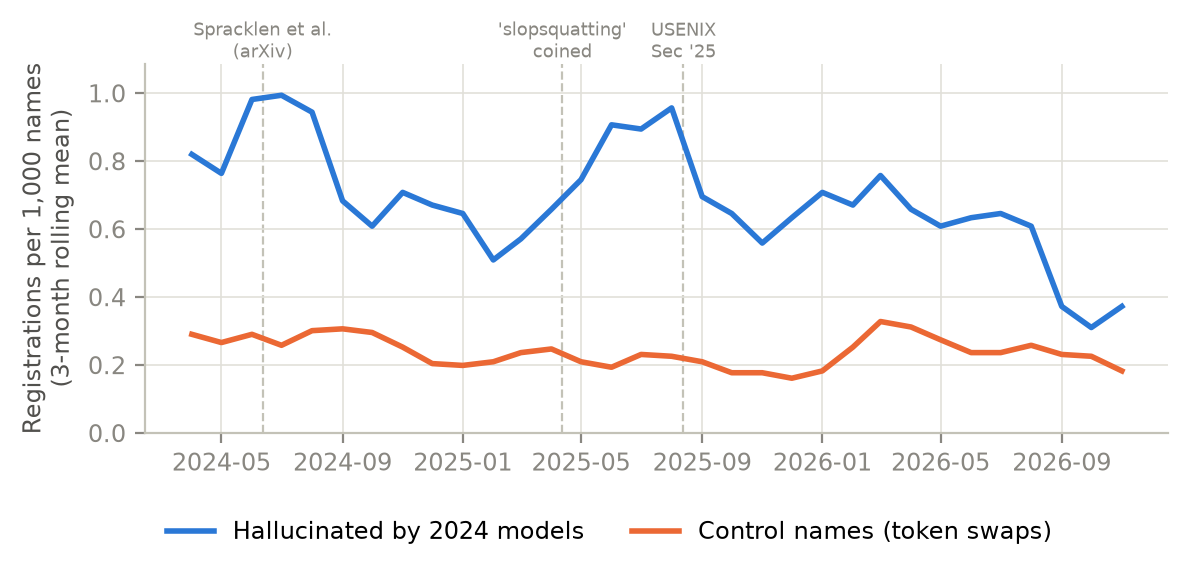 Spracklen et al.
(arXiv)
'slopsquatting'
coined
USENIX
Sec '25
Registrations per 1,000 names
(3-month rolling mean)
1.0
0.8
0.6
0.4
0.2
0.0
2024-05
2024-09
2025-01
2025-05
2025-09
2026-01
2026-05
2026-09
Hallucinated by 2024 models
Control names (token swaps)